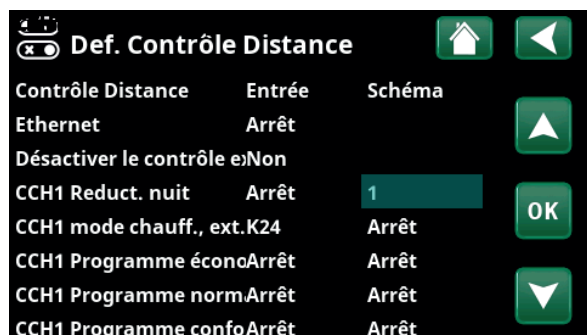 Def. Contrôle Distance
Contrôle Distance Entrée Schéma
Ethernet Arrêt
Désactiver le contrôle ex Non
CCH1 Reduct. nuit Arrêt 1
CCH1 mode chauff., ext. K24 Arrêt
OK
CCH1 Programme écono Arrêt Arrêt
CCH1 Programme norm Arrêt Arrêt
CCH1 Programme confo Arrêt Arrêt